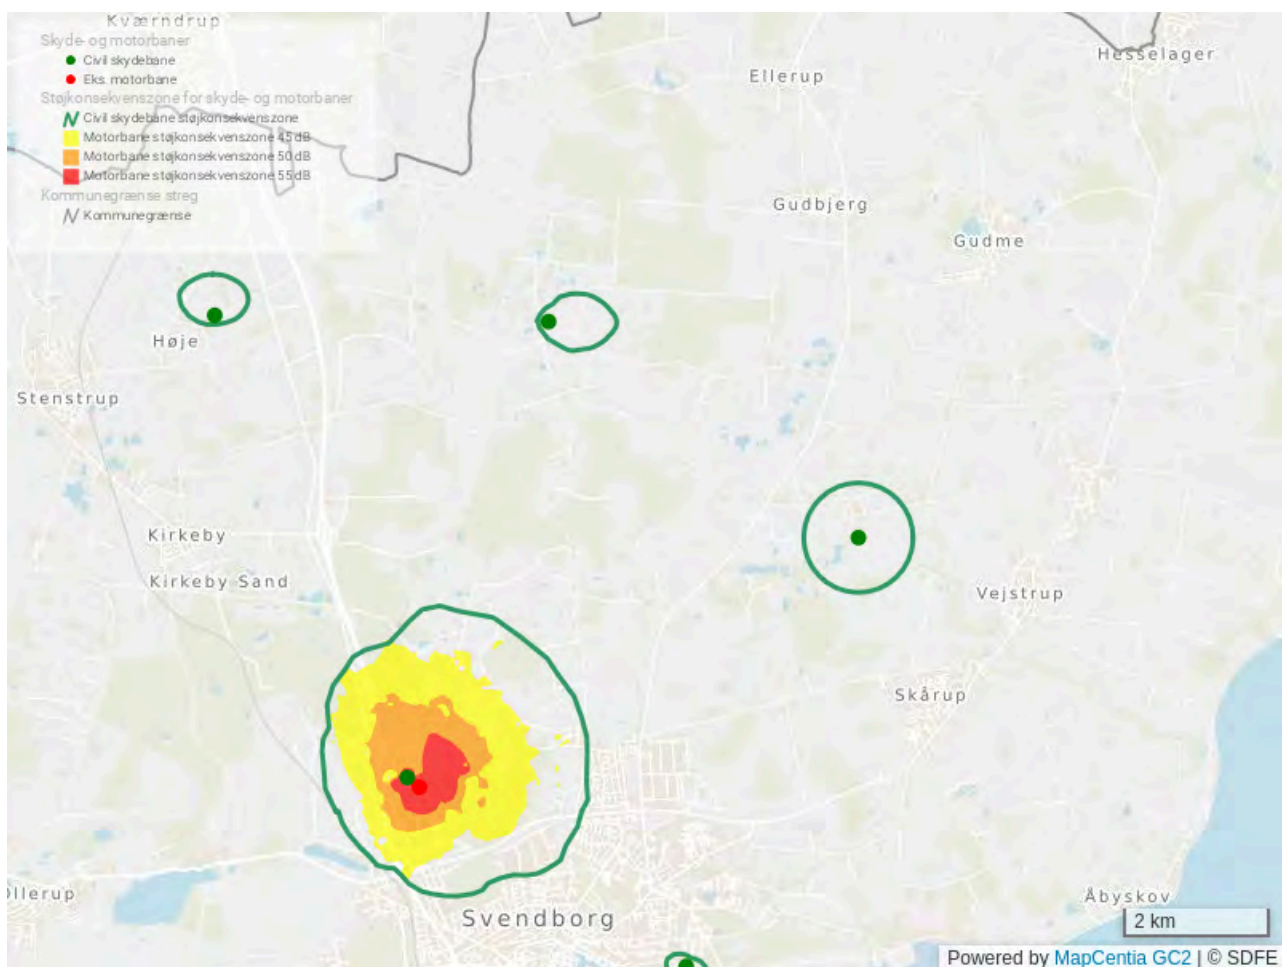 Kværndrup
Skyde- og motorbaner
Civil skydebane
Eks. motorbane
Støjkonsekvenszone for skyde- og motorbaner
Civil skydebane støjkonsekvenszone
Motorbane støjkonsekvenszone 45 dB
Motorbane støjkonsekvenszone 50 dB
Motorbane støjkonsekvenszone 55 dB
Kommunegrænse streg
Kommunegrænse
Hesselager
Ellerup
Gudbjerg
Gudme
Høje
Stenstrup
Kirkeby
Kirkeby Sand
Vejstrup
Skårup
Ollerup
Åbyskov
Svendborg
2 km
Powered by MapCentia GC2 | © SDFE